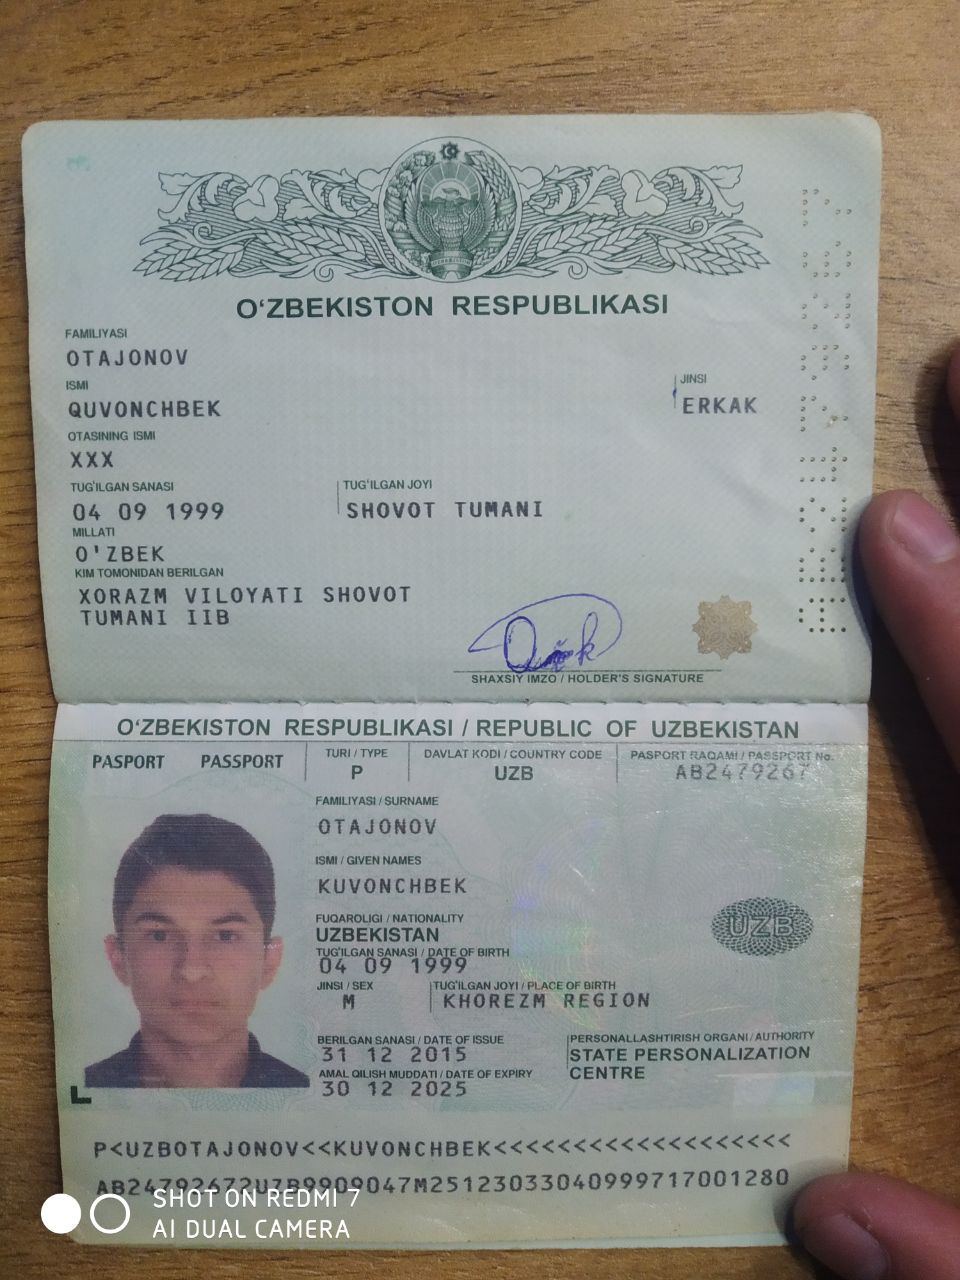 O‘ZBEKISTON RESPUBLIKASI
FAMILIYASI
OTAJONOV
ISMI
QUVONCHBEK
JINSI
ERKAK
OTASINING ISMI
XXX
TUG‘ILGAN SANASI
04 09 1999
TUG‘ILGAN JOYI
SHOVOT TUMANI
MILLATI
O'ZBEK
KIM TOMONIDAN BERILGAN
XORAZM VILOYATI SHOVOT
TUMANI IIB
SHAXSIY IMZO / HOLDER'S SIGNATURE
O‘ZBEKISTON RESPUBLIKASI / REPUBLIC OF UZBEKISTAN
PASPORT PASSPORT
TURI / TYPE
P
DAVLAT KODI / COUNTRY CODE
UZB
PASPORT RAQAMI / PASSPORT No.
AB2479267
FAMILIYASI / SURNAME
OTAJONOV
ISMI / GIVEN NAMES
KUVONCHBEK
FUQAROLIGI / NATIONALITY
UZBEKISTAN
UZB
TUG‘ILGAN SANASI / DATE OF BIRTH
04 09 1999
JINSI / SEX
M
TUG‘ILGAN JOYI / PLACE OF BIRTH
KHOREZM REGION
BERILGAN SANASI / DATE OF ISSUE
31 12 2015
AMAL QILISH MUDDATI / DATE OF EXPIRY
30 12 2025
PERSONALLASHTIRISH ORGANI / AUTHORITY
STATE PERSONALIZATION
CENTRE
P<UZBOTAJONOV<<KUVONCHBEK<<<<<<<<<<<<<<<<<<<
AB24792672UZB9909047M25123033040999717001280
SHOT ON REDMI 7
AI DUAL CAMERA